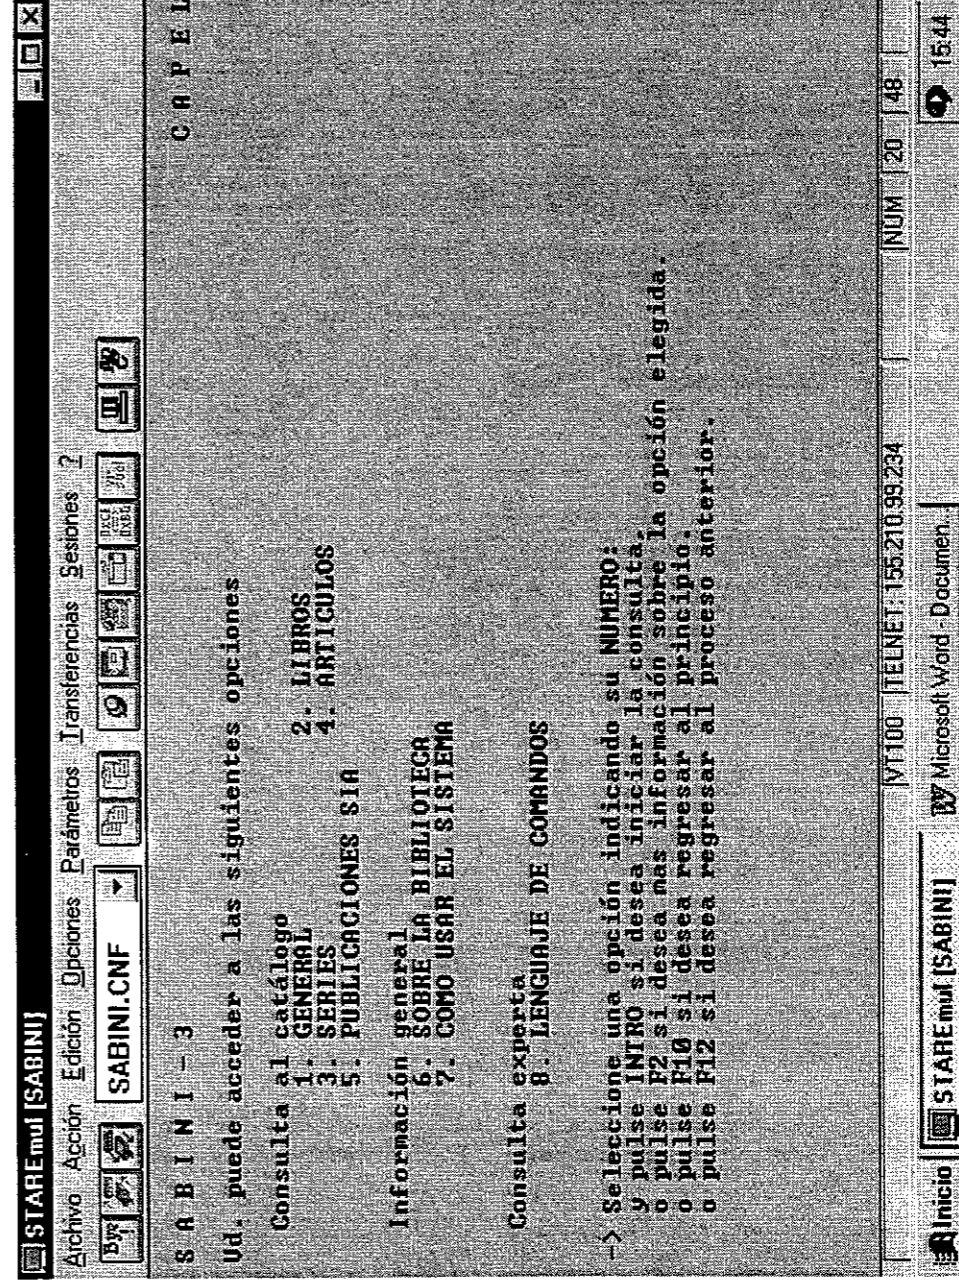 STAREmul [SABINI]
Archivo Acción Edición Opciones Parámetros Transferencias Sesiones ?
Bye SABINI.CNF
S A B I N I - 3 C A P E L
Ud. puede acceder a las siguientes opciones
Consulta al catálogo
1. GENERAL 2. LIBROS
3. SERIES 4. ARTICULOS
5. PUBLICACIONES SIA
Información general
6. SOBRE LA BIBLIOTECA
7. COMO USAR EL SISTEMA
Consulta experta
8. LENGUAJE DE COMANDOS
-> Seleccione una opción indicando su NUMERO:
y pulse INTRO si desea iniciar la consulta,
o pulse F2 si desea mas información sobre la opción elegida.
o pulse F10 si desea regresar al principio.
o pulse F12 si desea regresar al proceso anterior.
VT100 TELNET: 155.210.99.234 NUM 20 48
Inicio STAREmul [SABINI] Microsoft Word - Documen... 15:44